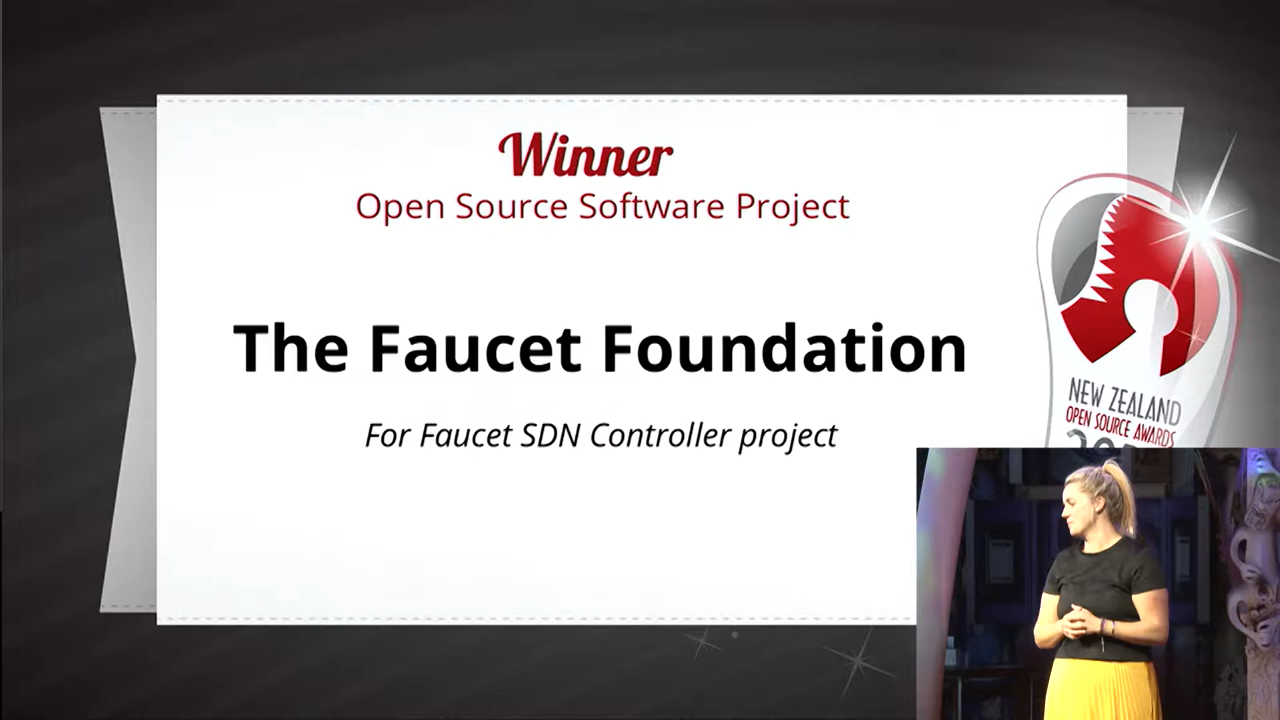 Winner
Open Source Software Project
The Faucet Foundation
For Faucet SDN Controller project
NEW ZEALAND
OPEN SOURCE AWARDS